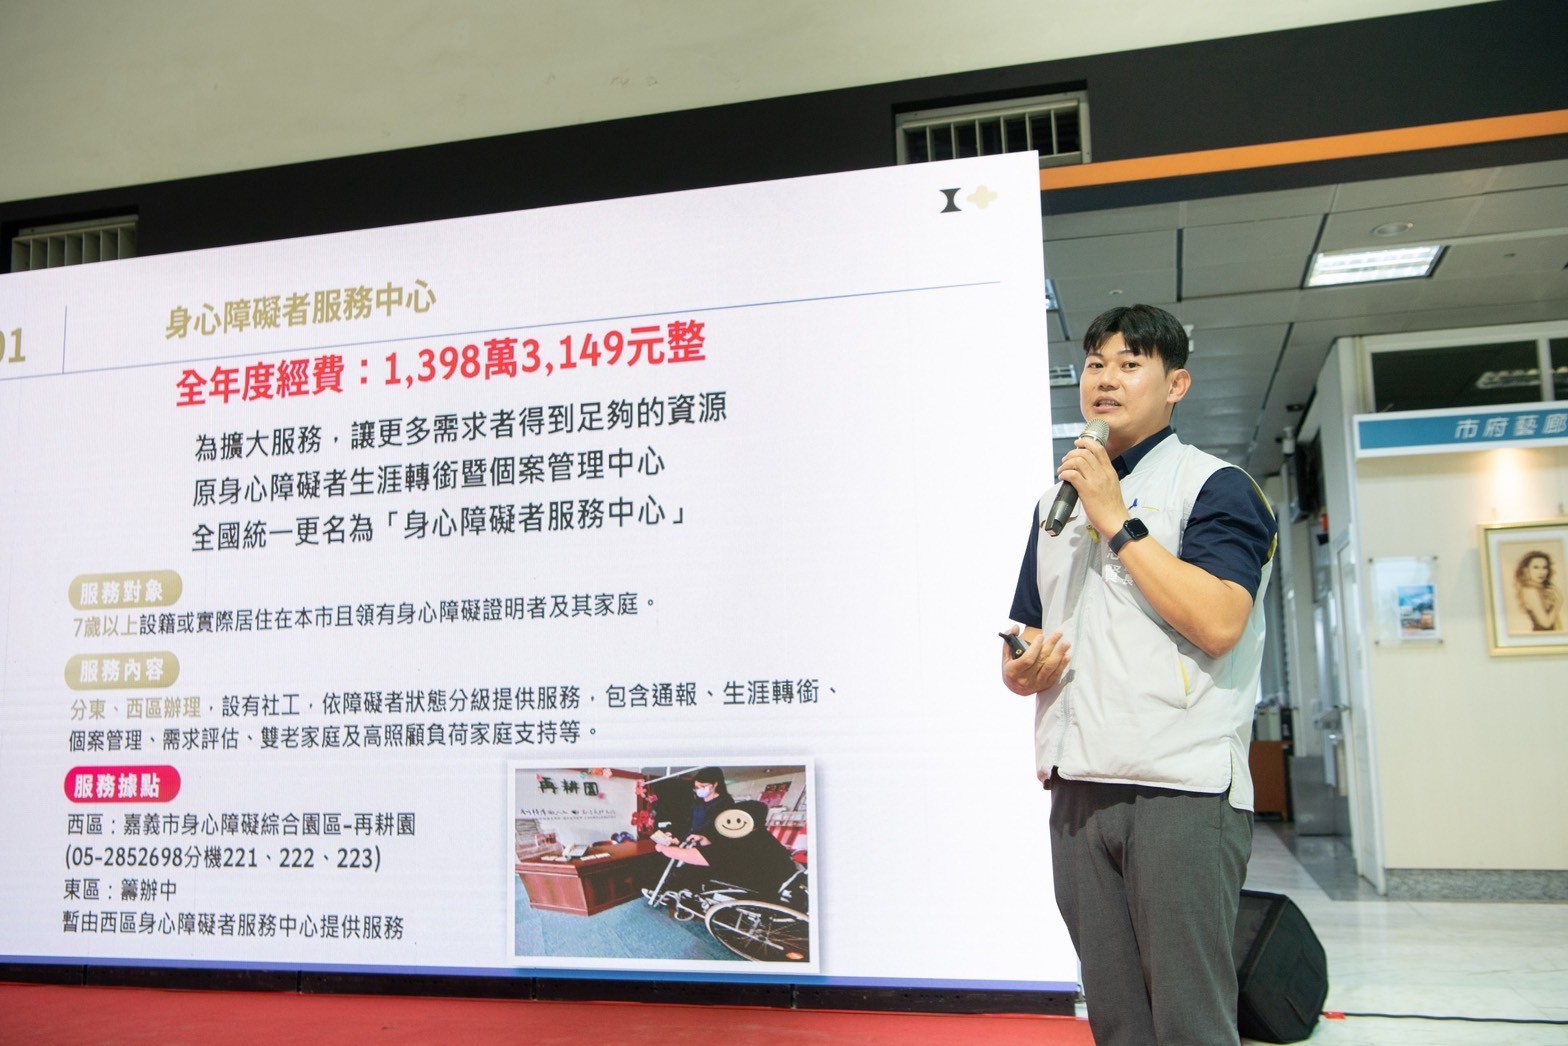 01
身心障礙者服務中心
全年度經費：1,398萬3,149元整
為擴大服務，讓更多需求者得到足夠的資源
原身心障礙者生涯轉銜暨個案管理中心
全國統一更名為「身心障礙者服務中心」
服務對象
7歲以上設籍或實際居住在本市且領有身心障礙證明者及其家庭。
服務內容
分東、西區辦理，設有社工，依障礙者狀態分級提供服務，包含通報、生涯轉銜、
個案管理、需求評估、雙老家庭及高照顧負荷家庭支持等。
服務據點
西區：嘉義市身心障礙綜合園區-再耕園
(05-2852698分機221、222、223)
東區：籌辦中
暫由西區身心障礙者服務中心提供服務
再耕園
市府藝廊